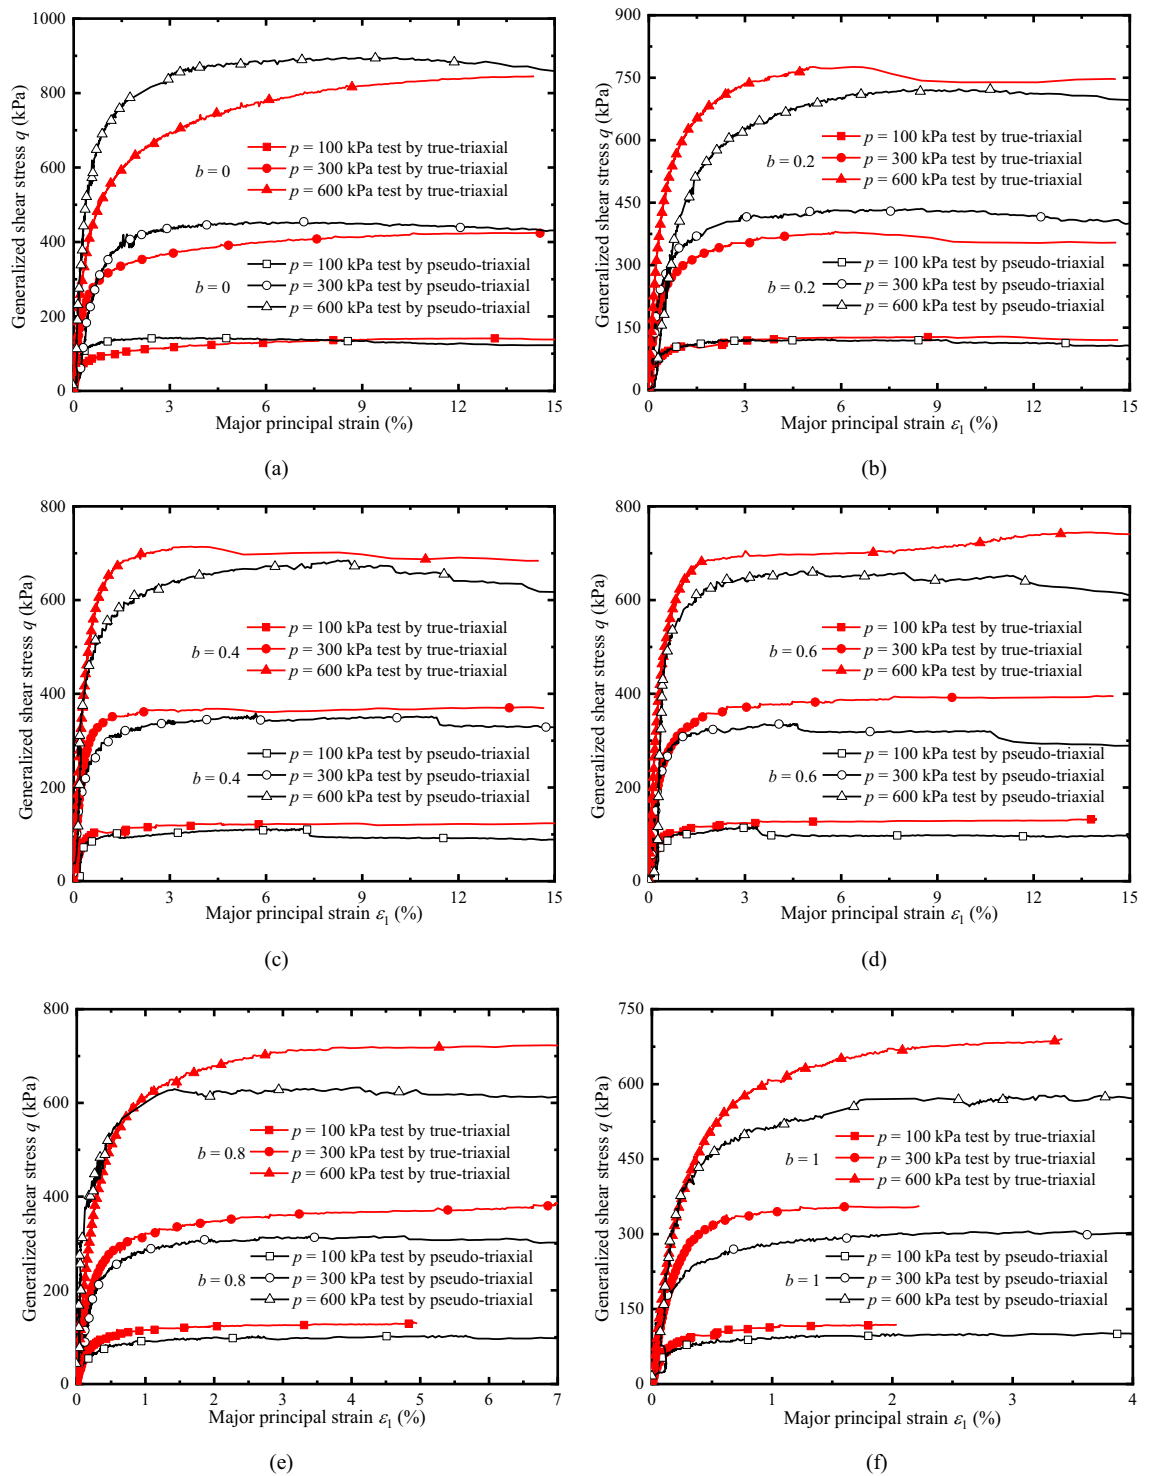 1000
800
600
400
200
0
Generalized shear stress q (kPa)
p = 100 kPa test by true-triaxial
b = 0 p = 300 kPa test by true-triaxial
p = 600 kPa test by true-triaxial
p = 100 kPa test by pseudo-triaxial
b = 0 p = 300 kPa test by pseudo-triaxial
p = 600 kPa test by pseudo-triaxial
0 3 6 9 12 15
Major principal strain (%)
(a)
900
750
600
450
300
150
0
Generalized shear stress q (kPa)
p = 100 kPa test by true-triaxial
b = 0.2 p = 300 kPa test by true-triaxial
p = 600 kPa test by true-triaxial
p = 100 kPa test by pseudo-triaxial
b = 0.2 p = 300 kPa test by pseudo-triaxial
p = 600 kPa test by pseudo-triaxial
0 3 6 9 12 15
Major principal strain ε1 (%)
(b)
800
600
400
200
0
Generalized shear stress q (kPa)
p = 100 kPa test by true-triaxial
b = 0.4 p = 300 kPa test by true-triaxial
p = 600 kPa test by true-triaxial
p = 100 kPa test by pseudo-triaxial
b = 0.4 p = 300 kPa test by pseudo-triaxial
p = 600 kPa test by pseudo-triaxial
0 3 6 9 12 15
Major principal strain ε1 (%)
(c)
800
600
400
200
0
Generalized shear stress q (kPa)
p = 100 kPa test by true-triaxial
b = 0.6 p = 300 kPa test by true-triaxial
p = 600 kPa test by true-triaxial
p = 100 kPa test by pseudo-triaxial
b = 0.6 p = 300 kPa test by pseudo-triaxial
p = 600 kPa test by pseudo-triaxial
0 3 6 9 12 15
Major principal strain ε1 (%)
(d)
800
600
400
200
0
Generalized shear stress q (kPa)
p = 100 kPa test by true-triaxial
b = 0.8 p = 300 kPa test by true-triaxial
p = 600 kPa test by true-triaxial
p = 100 kPa test by pseudo-triaxial
b = 0.8 p = 300 kPa test by pseudo-triaxial
p = 600 kPa test by pseudo-triaxial
0 1 2 3 4 5 6 7
Major principal strain ε1 (%)
(e)
750
600
450
300
150
0
Generalized shear stress q (kPa)
p = 100 kPa test by true-triaxial
b = 1 p = 300 kPa test by true-triaxial
p = 600 kPa test by true-triaxial
p = 100 kPa test by pseudo-triaxial
b = 1 p = 300 kPa test by pseudo-triaxial
p = 600 kPa test by pseudo-triaxial
0 1 2 3 4
Major principal strain ε1 (%)
(f)